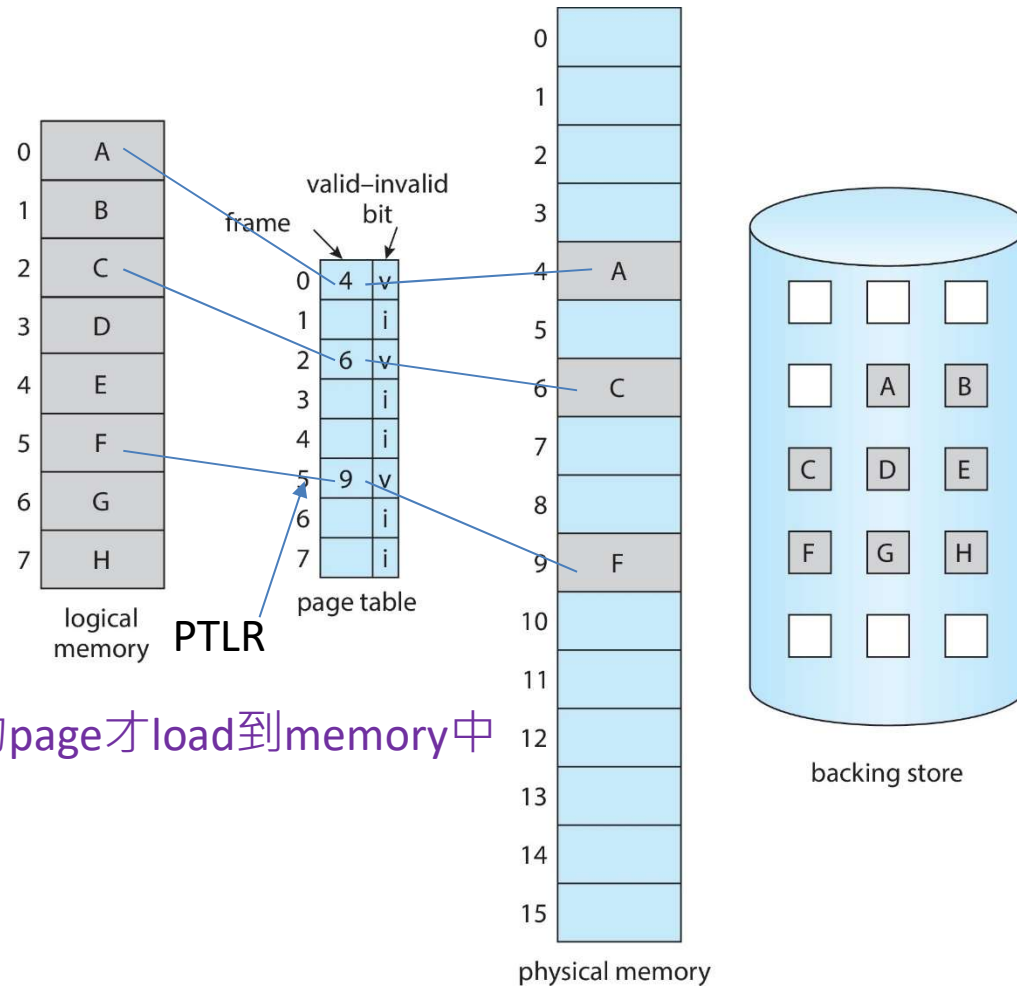 0 A
1 B
2 C
3 D
4 E
5 F
6 G
7 H
logical
memory
valid–invalid
bit
frame
0 4 v
1 i
2 6 v
3 i
4 i
5 9 v
6 i
7 i
page table
PTLR
page才load到memory中
0
1
2
3
4 A
5
6 C
7
8
9 F
10
11
12
13
14
15
physical memory
A B
C D E
F G H
backing store